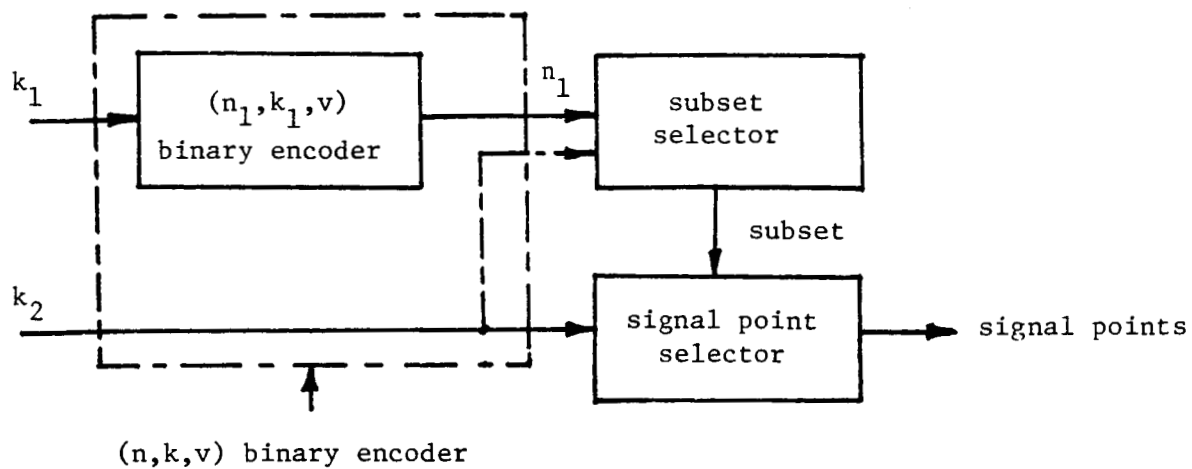 k₁
(n₁,k₁,v)
binary encoder
n₁
subset
selector
subset
k₂
signal point
selector
signal points
(n,k,v) binary encoder